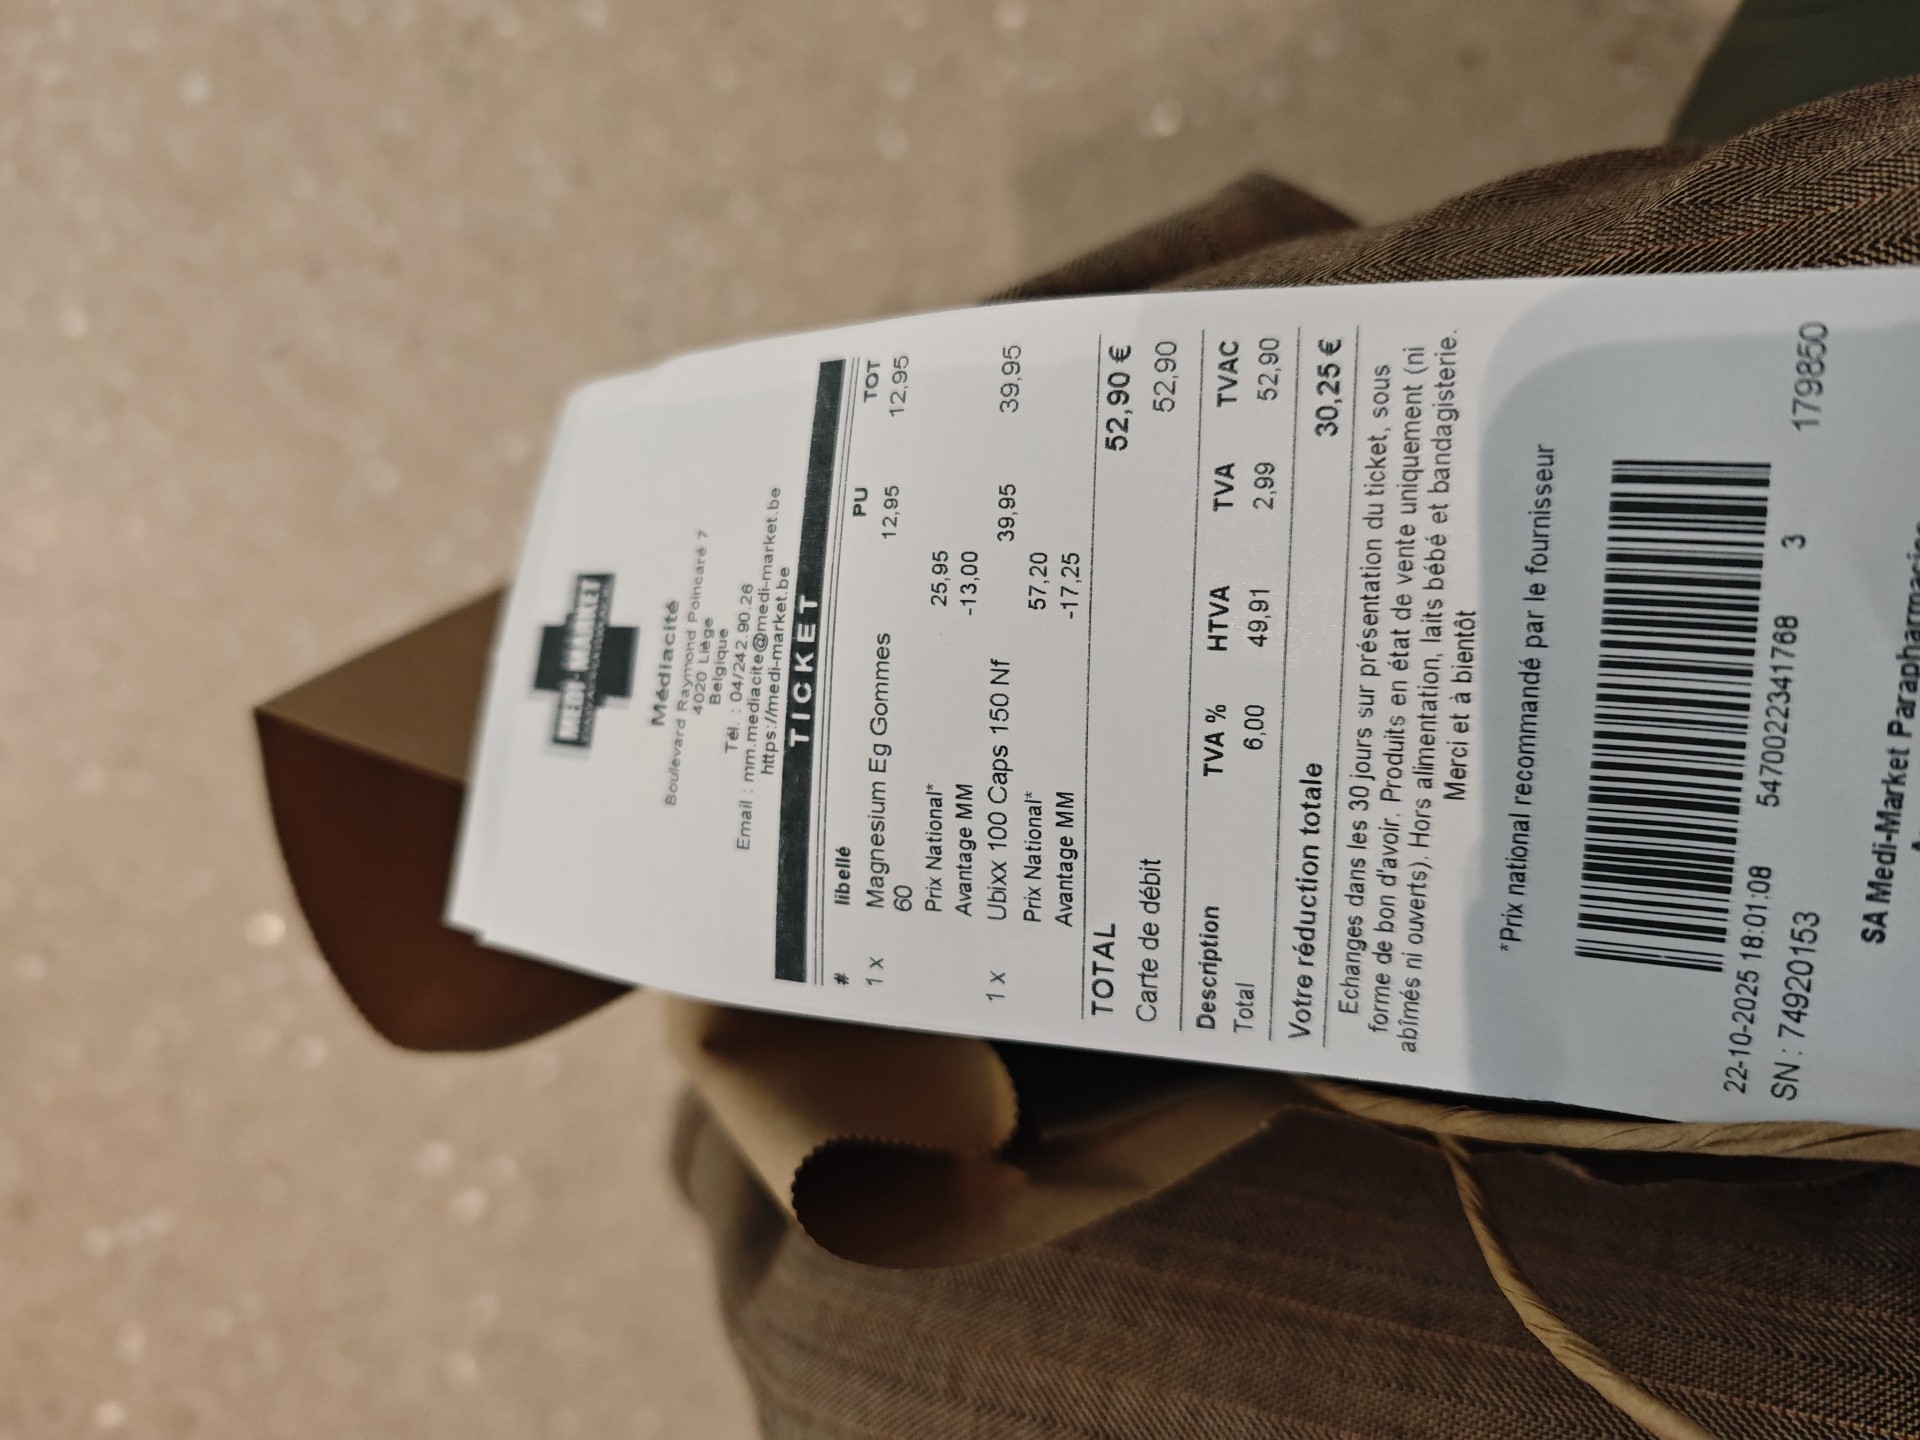 MEDI-MARKET
Médiacité
Boulevard Raymond Poincaré 7
4020 Liège
Belgique
Tél. : 04/242.90.26
Email : mm.mediacite@medi-market.be
https://medi-market.be
TICKET
# libellé PU TOT
1 x Magnesium Eg Gommes 12,95 12,95
60
Prix National* 25,95
Avantage MM -13,00
1 x Ubixx 100 Caps 150 Nf 39,95 39,95
Prix National* 57,20
Avantage MM -17,25
TOTAL 52,90 €
Carte de débit 52,90
Description TVA % HTVA TVA TVAC
Total 6,00 49,91 2,99 52,90
Votre réduction totale 30,25 €
Echanges dans les 30 jours sur présentation du ticket, sous
forme de bon d'avoir. Produits en état de vente uniquement (ni
abîmés ni ouverts). Hors alimentation, laits bébé et bandagisterie.
Merci et à bientôt
*Prix national recommandé par le fournisseur
22-10-2025 18:01:08 5470022341768 3 179850
SN : 74920153
SA Medi-Market Parapharmacies